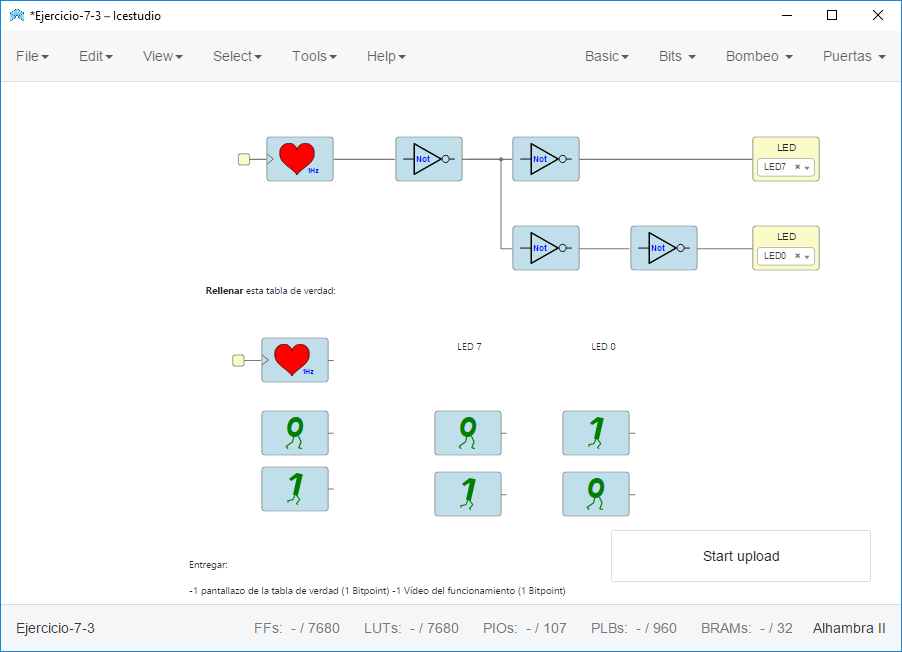 *Ejercicio-7-3 – Icestudio
File Edit View Select Tools Help Basic Bits Bombeo Puertas
LED
1Hz Not Not LED7
LED
Not Not LED0
Rellenar esta tabla de verdad:
LED 7 LED 0
1Hz
0 0 1
1 1 0
Start upload
Entregar:
-1 pantallazo de la tabla de verdad (1 Bitpoint) -1 Vídeo del funcionamiento (1 Bitpoint)
Ejercicio-7-3 FFs: - / 7680 LUTs: - / 7680 PIOs: - / 107 PLBs: - / 960 BRAMs: - / 32 Alhambra II